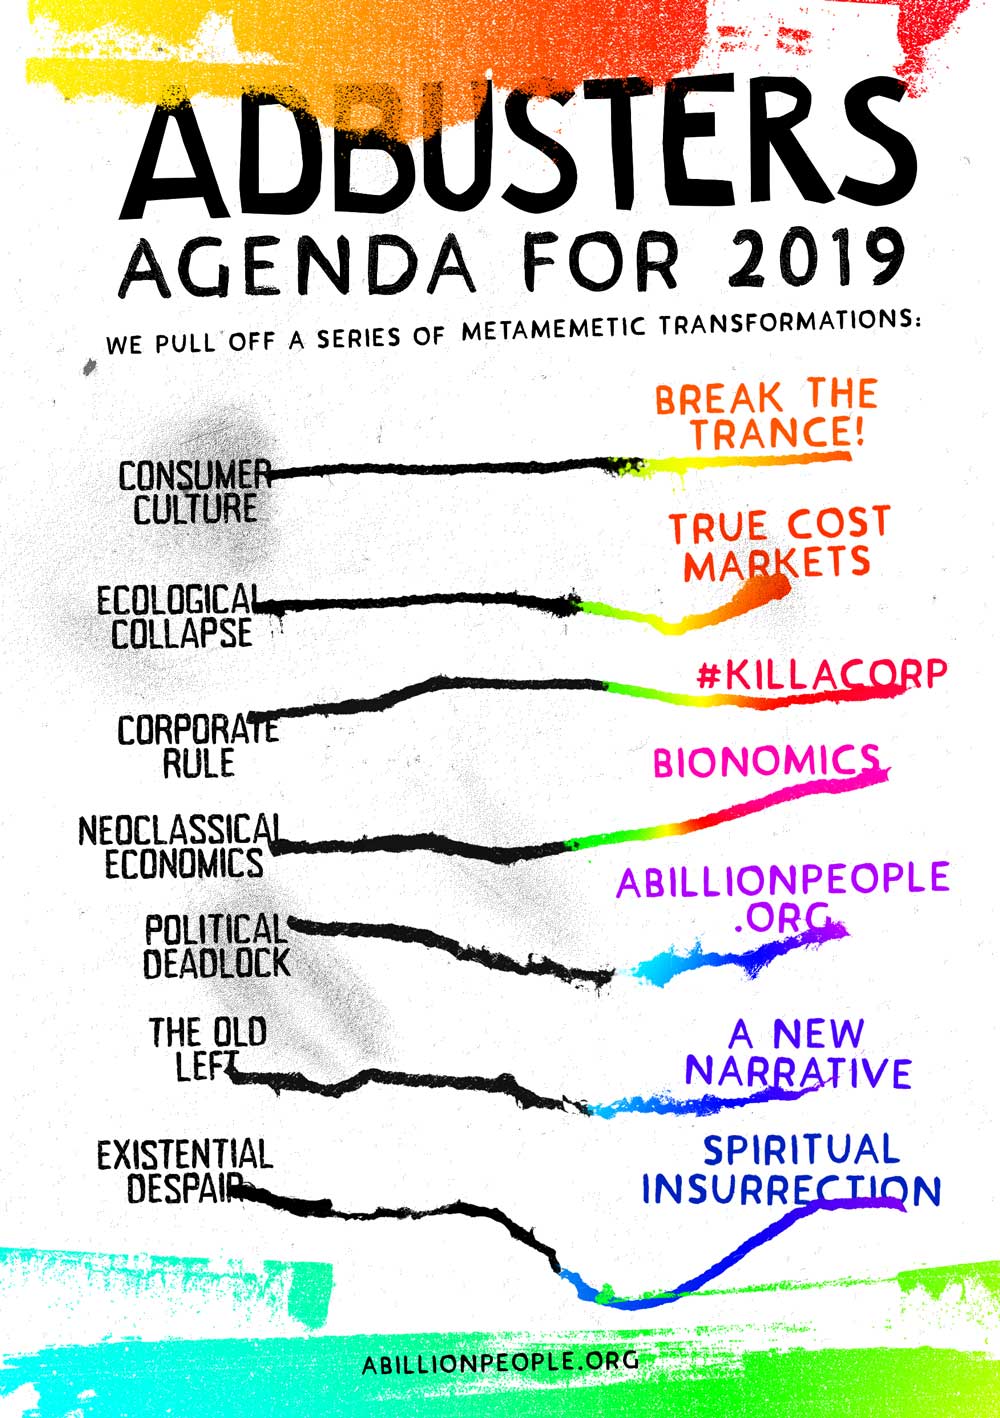 ADBUSTERS
AGENDA FOR 2019
WE PULL OFF A SERIES OF METAMEMETIC TRANSFORMATIONS:
BREAK THE
TRANCE!
CONSUMER
CULTURE
TRUE COST
MARKETS
ECOLOGICAL
COLLAPSE
#KILLACORP
CORPORATE
RULE
BIONOMICS
NEOCLASSICAL
ECONOMICS
ABILLIONPEOPLE
.ORG
POLITICAL
DEADLOCK
A NEW
NARRATIVE
THE OLD
LEFT
SPIRITUAL
INSURRECTION
EXISTENTIAL
DESPAIR
ABILLIONPEOPLE.ORG